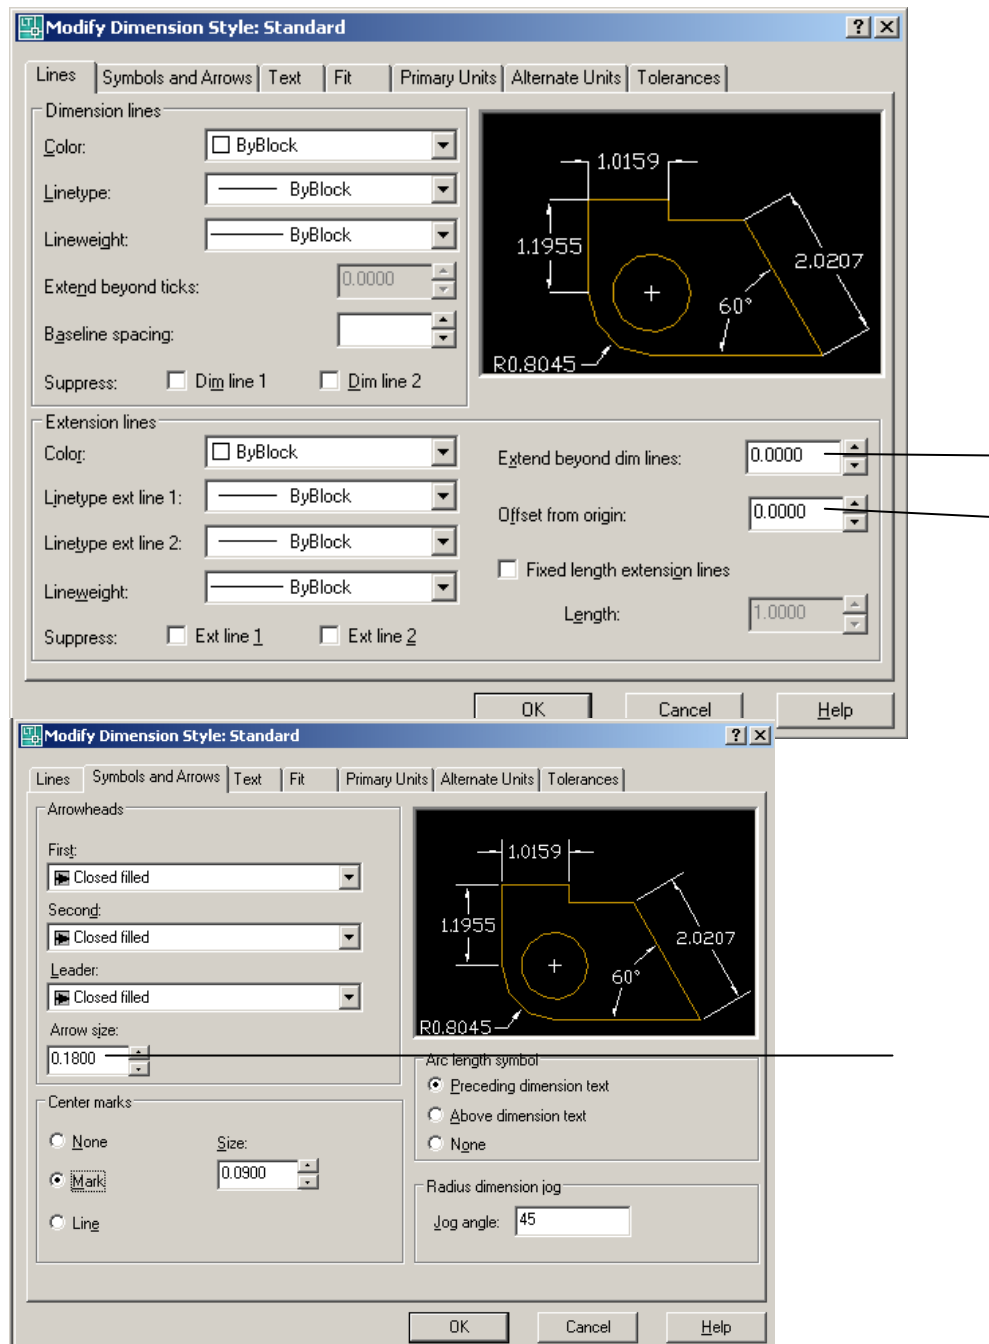 Modify Dimension Style: Standard
Lines Symbols and Arrows Text Fit Primary Units Alternate Units Tolerances
Dimension lines
Color: ByBlock
Linetype: ByBlock
Lineweight: ByBlock
Extend beyond ticks: 0.0000
Baseline spacing:
Suppress: Dim line 1 Dim line 2
1.0159
1.1955
2.0207
60°
R0.8045
Extension lines
Color: ByBlock
Linetype ext line 1: ByBlock
Linetype ext line 2: ByBlock
Lineweight: ByBlock
Suppress: Ext line 1 Ext line 2
Extend beyond dim lines: 0.0000
Offset from origin: 0.0000
Fixed length extension lines
Length: 1.0000
OK Cancel Help
Modify Dimension Style: Standard
Lines Symbols and Arrows Text Fit Primary Units Alternate Units Tolerances
Arrowheads
First:
Closed filled
Second:
Closed filled
Leader:
Closed filled
Arrow size:
0.1800
1.0159
1.1955
2.0207
60°
R0.8045
Center marks
None
Mark
Line
Size:
0.0900
Arc length symbol
Preceding dimension text
Above dimension text
None
Radius dimension jog
Jog angle: 45
OK Cancel Help